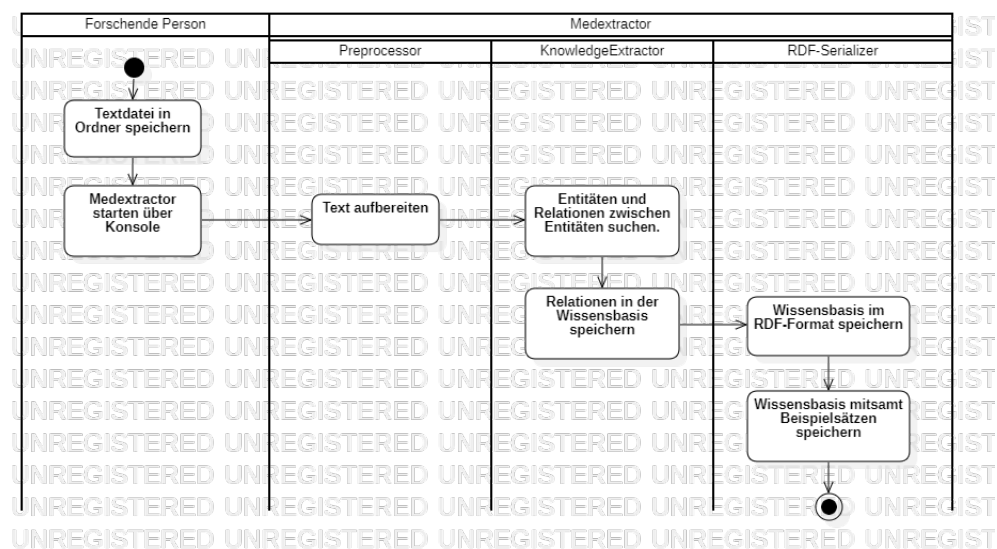 Forschende Person
Medextractor
Preprocessor
KnowledgeExtractor
RDF-Serializer
Textdatei in
Ordner speichern
Medextractor
starten über
Konsole
Text aufbereiten
Entitäten und
Relationen zwischen
Entitäten suchen.
Relationen in der
Wissensbasis
speichern
Wissensbasis im
RDF-Format speichern
Wissensbasis mitsamt
Beispielsätzen
speichern
UNREGISTERED